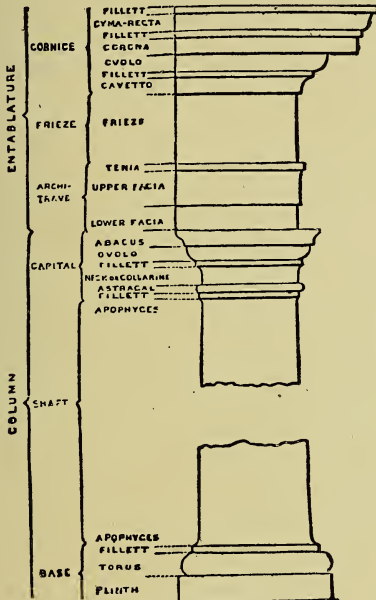 ENTABLATURE
CORNICE
FILLETT
CYMA-RECTA
FILLETT
CORONA
OVOLO
FILLETT
CAVETTO
FRIEZE
FRIEZE
ARCHI-
TRAVE
TENIA
UPPER FACIA
LOWER FACIA
COLUMN
CAPITAL
ABACUS
OVOLO
FILLETT
NECK OR COLLARINE
ASTRAGAL
FILLETT
SHAFT
APOPHYCES
APOPHYCES
BASE
FILLETT
TORUS
PLINTH